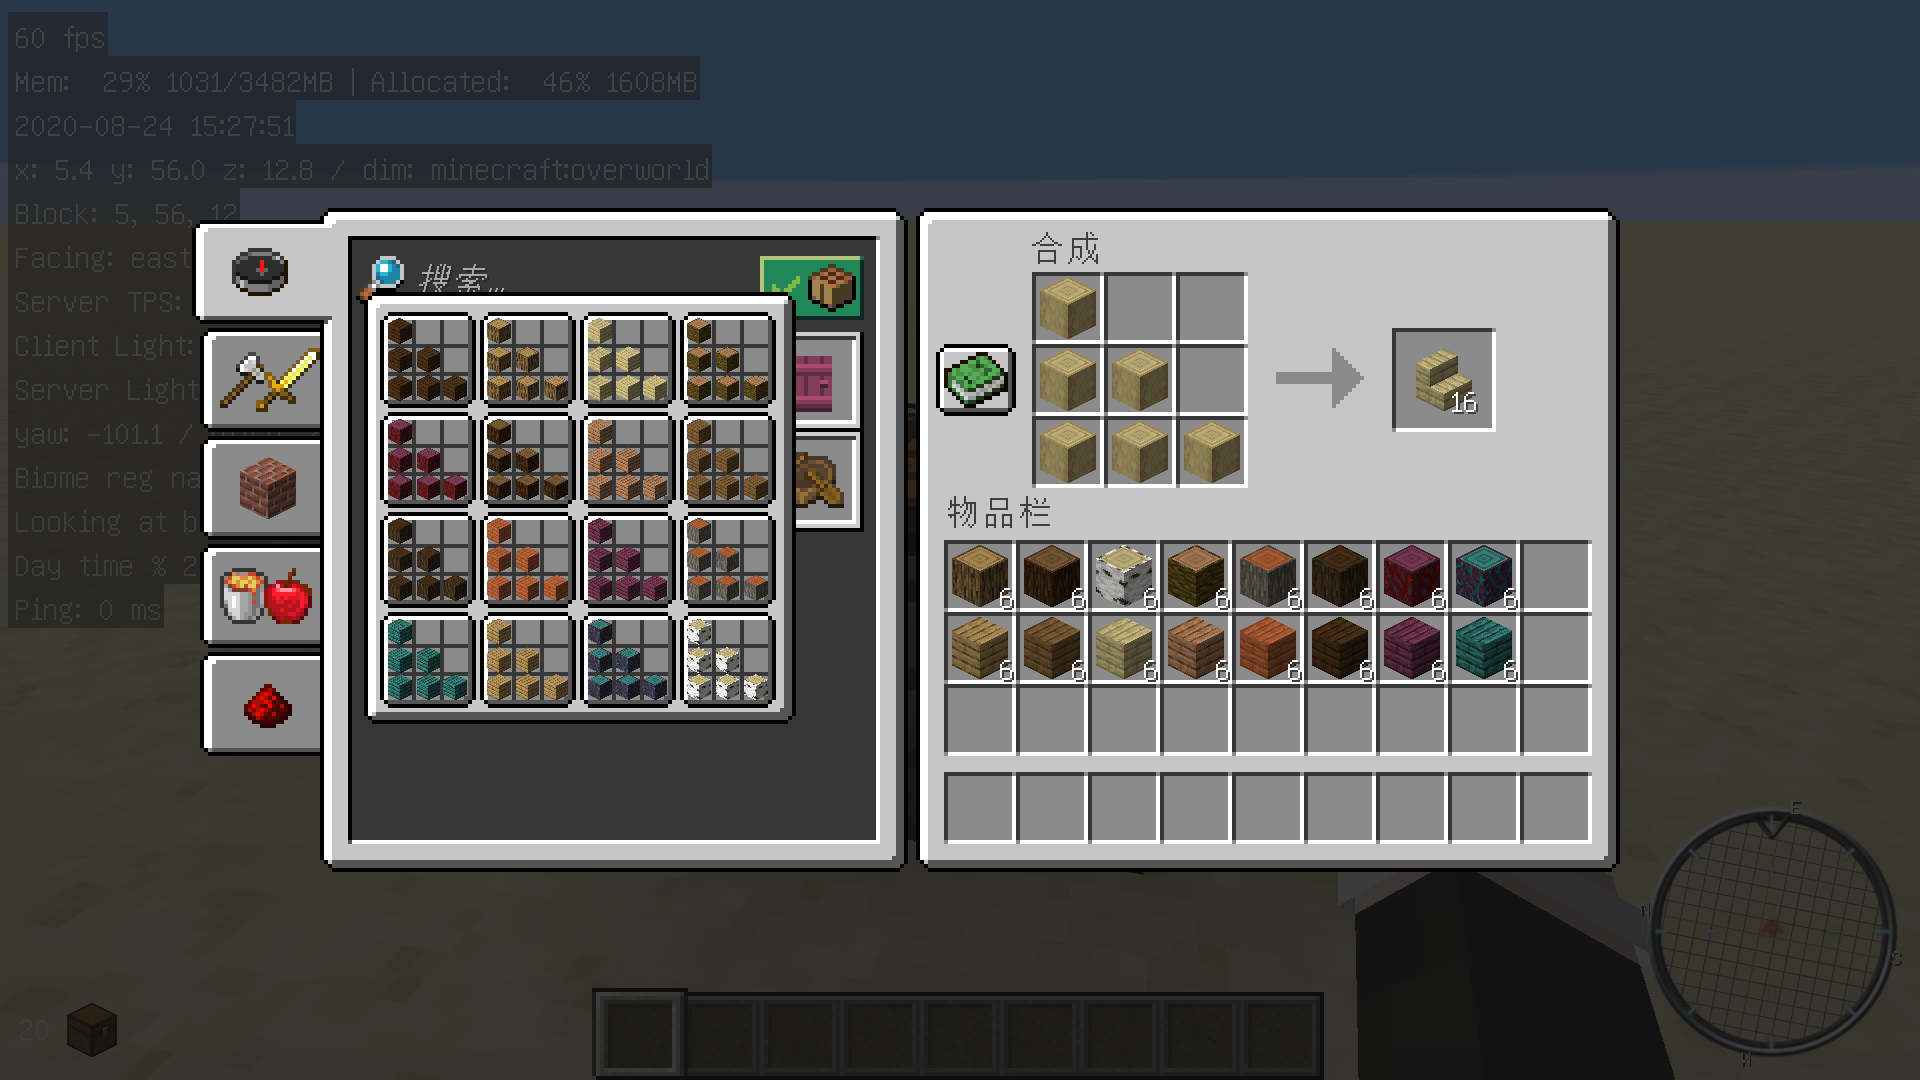 60 fps
Mem: 29% 1031/3482MB | Allocated: 46% 1608MB
2020-08-24 15:27:51
x: 5.4 y: 56.0 z: 12.8 / dim: minecraft:overworld
Block: 5, 56, 12
Facing: east
Server TPS:
Client Light:
Server Light
yaw: -101.1 /
Biome reg na
Looking at b
Day time % 2
Ping: 0 ms
搜索...
合成
16
物品栏
6 6 6 6 6 6 6 6
6 6 6 6 6 6 6 6
20
E
N
S
W